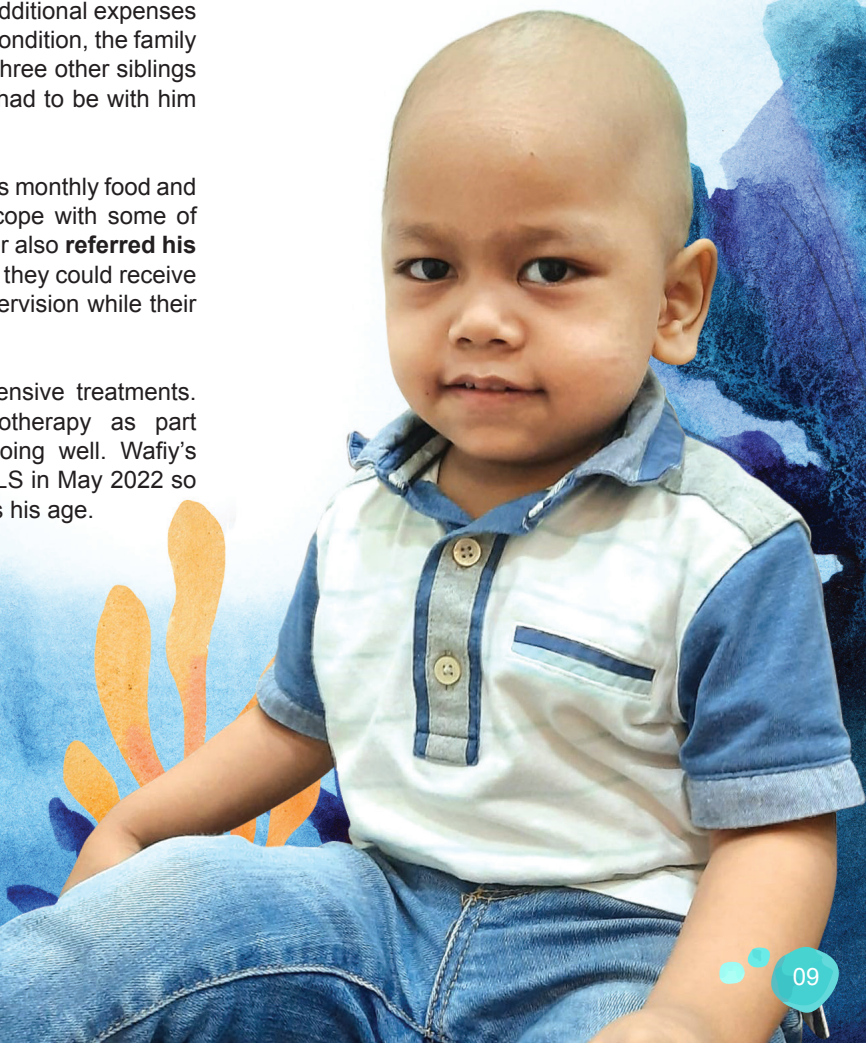 dditional expenses
ondition, the family
hree other siblings
had to be with him
s monthly food and
cope with some of
r also referred his
they could receive
ervision while their
ensive treatments.
otherapy as part
oing well. Wafiy’s
LS in May 2022 so
s his age.
09